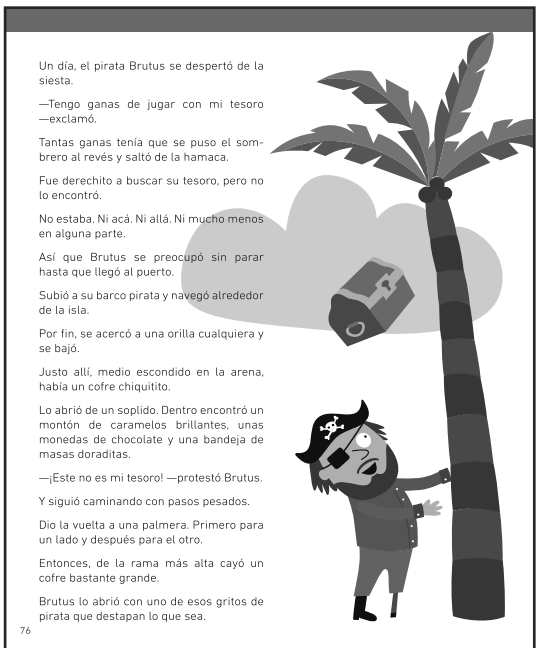 Un día, el pirata Brutus se despertó de la
siesta.
—Tengo ganas de jugar con mi tesoro
—exclamó.
Tantas ganas tenía que se puso el som-
brero al revés y saltó de la hamaca.
Fue derechito a buscar su tesoro, pero no
lo encontró.
No estaba. Ni acá. Ni allá. Ni mucho menos
en alguna parte.
Así que Brutus se preocupó sin parar
hasta que llegó al puerto.
Subió a su barco pirata y navegó alrededor
de la isla.
Por fin, se acercó a una orilla cualquiera y
se bajó.
Justo allí, medio escondido en la arena,
había un cofre chiquitito.
Lo abrió de un soplido. Dentro encontró un
montón de caramelos brillantes, unas
monedas de chocolate y una bandeja de
masas doraditas.
—¡Este no es mi tesoro! —protestó Brutus.
Y siguió caminando con pasos pesados.
Dio la vuelta a una palmera. Primero para
un lado y después para el otro.
Entonces, de la rama más alta cayó un
cofre bastante grande.
Brutus lo abrió con uno de esos gritos de
pirata que destapan lo que sea.
76